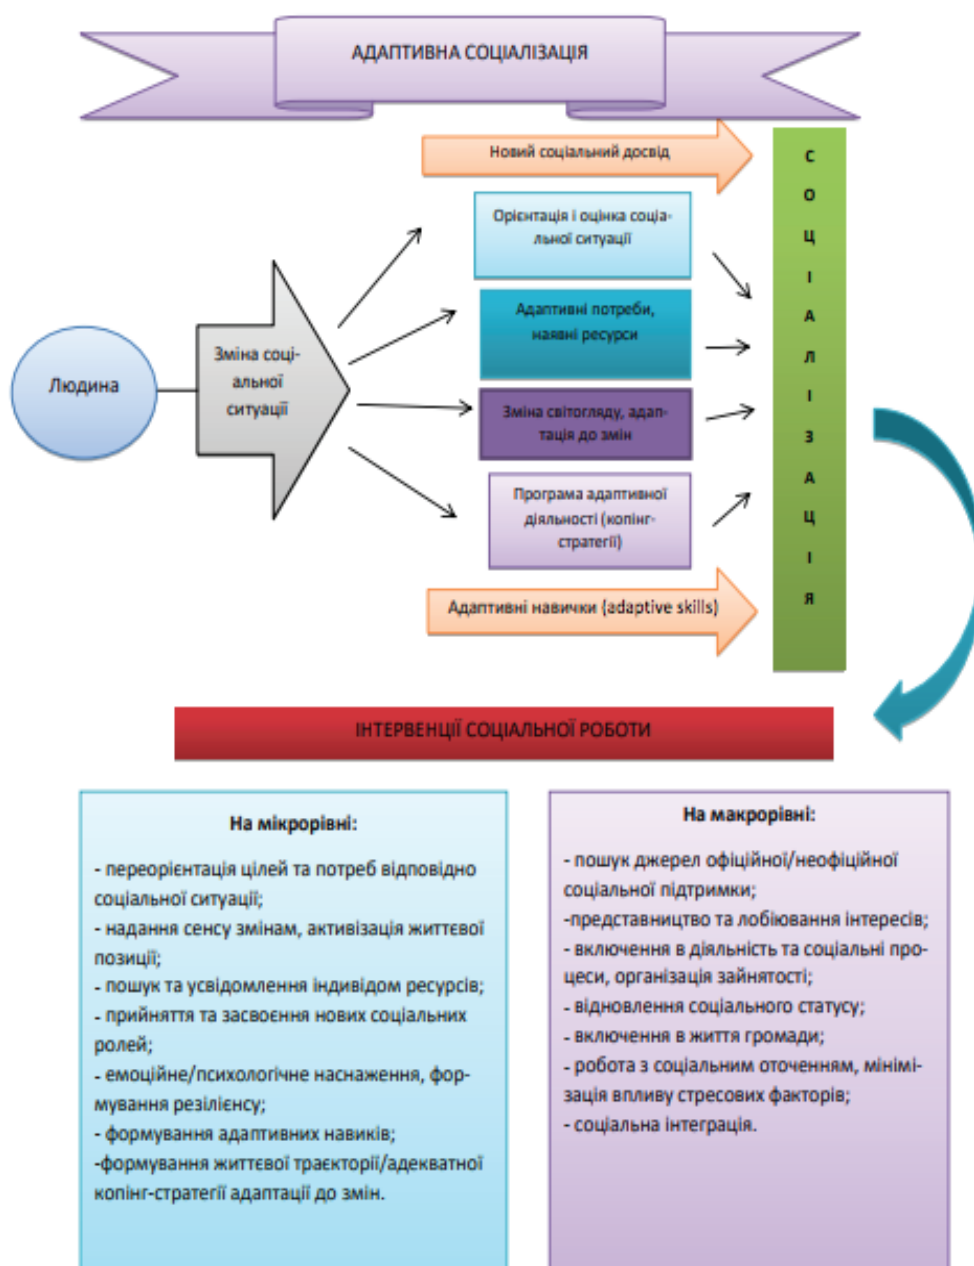 АДАПТИВНА СОЦІАЛІЗАЦІЯ
Новий соціальний досвід
Орієнтація і оцінка соціа-
льної ситуації
Адаптивні потреби,
наявні ресурси
Людина
Зміна соці-
альної
ситуації
Зміна світогляду, адап-
тація до змін
Програма адаптивної
діяльності (копінг-
стратегії)
Адаптивні навички (adaptive skills)
С
О
Ц
І
А
Л
І
З
А
Ц
І
Я
ІНТЕРВЕНЦІЇ СОЦІАЛЬНОЇ РОБОТИ
На мікрорівні:
- переорієнтація цілей та потреб відповідно
соціальної ситуації;
- надання сенсу змінам, активізація життєвої
позиції;
- пошук та усвідомлення індивідом ресурсів;
- прийняття та засвоєння нових соціальних
ролей;
- емоційне/психологічне наснаження, фор-
мування резілієнсу;
- формування адаптивних навиків;
-формування життєвої траєкторії/адекватної
копінг-стратегії адаптації до змін.
На макрорівні:
- пошук джерел офіційної/неофіційної
соціальної підтримки;
-представництво та лобіювання інтересів;
- включення в діяльність та соціальні про-
цеси, організація зайнятості;
- відновлення соціального статусу;
- включення в життя громади;
- робота з соціальним оточенням, мінімі-
зація впливу стресових факторів;
- соціальна інтеграція.